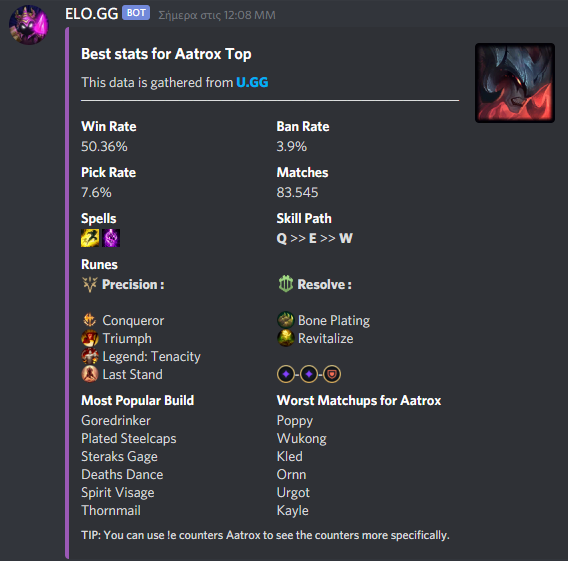 ELO.GG BOT Σήμερα στις 12:08 ΜΜ
Best stats for Aatrox Top
This data is gathered from U.GG
Win Rate
50.36%
Ban Rate
3.9%
Pick Rate
7.6%
Matches
83.545
Spells
Skill Path
Q >> E >> W
Runes
Precision :
Conqueror
Triumph
Legend: Tenacity
Last Stand
Resolve :
Bone Plating
Revitalize
Most Popular Build
Goredrinker
Plated Steelcaps
Steraks Gage
Deaths Dance
Spirit Visage
Thornmail
Worst Matchups for Aatrox
Poppy
Wukong
Kled
Ornn
Urgot
Kayle
TIP: You can use !e counters Aatrox to see the counters more specifically.